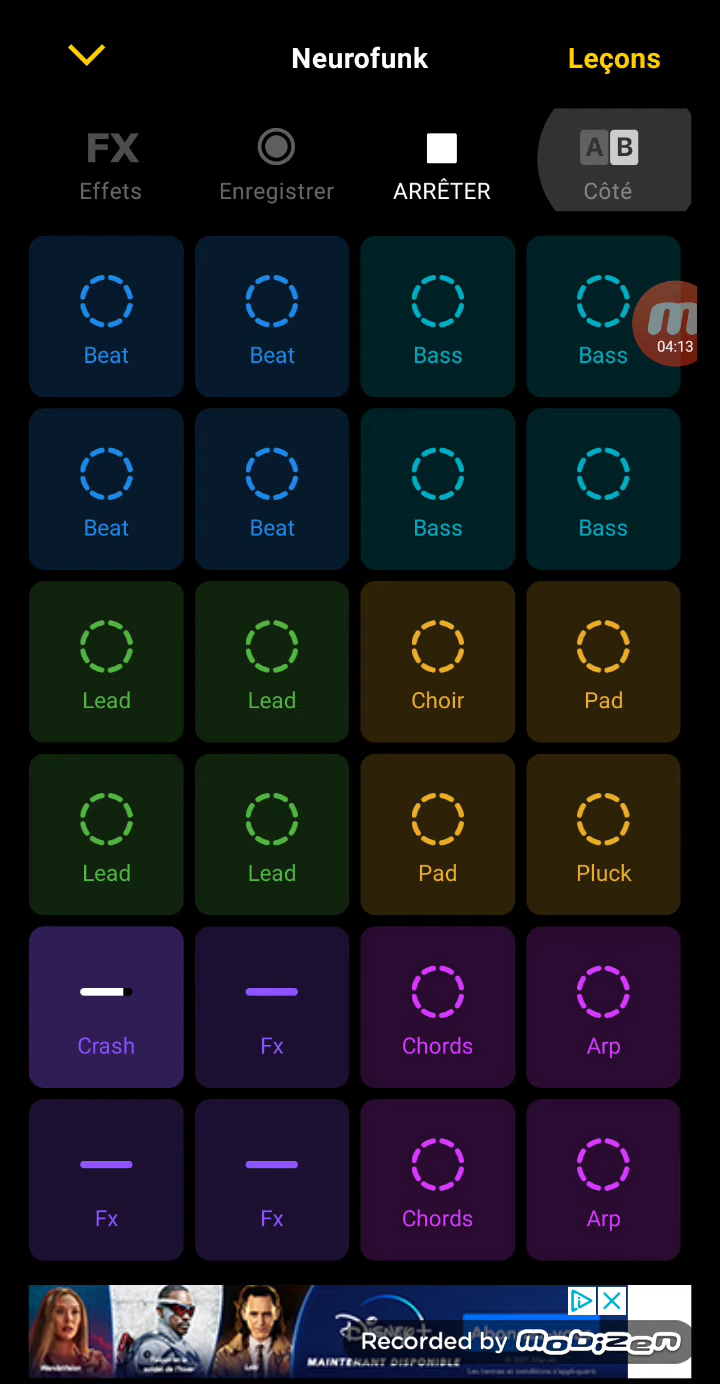 Neurofunk
Leçons
FX
A B
Effets
Enregistrer
ARRÊTER
Côté
Beat
Beat
Bass
Bass
04:13
Beat
Beat
Bass
Bass
Lead
Lead
Choir
Pad
Lead
Lead
Pad
Pluck
Crash
Fx
Chords
Arp
Fx
Fx
Chords
Arp
Disney+
MAINTENANT DISPONIBLE
Recorded by mobizen